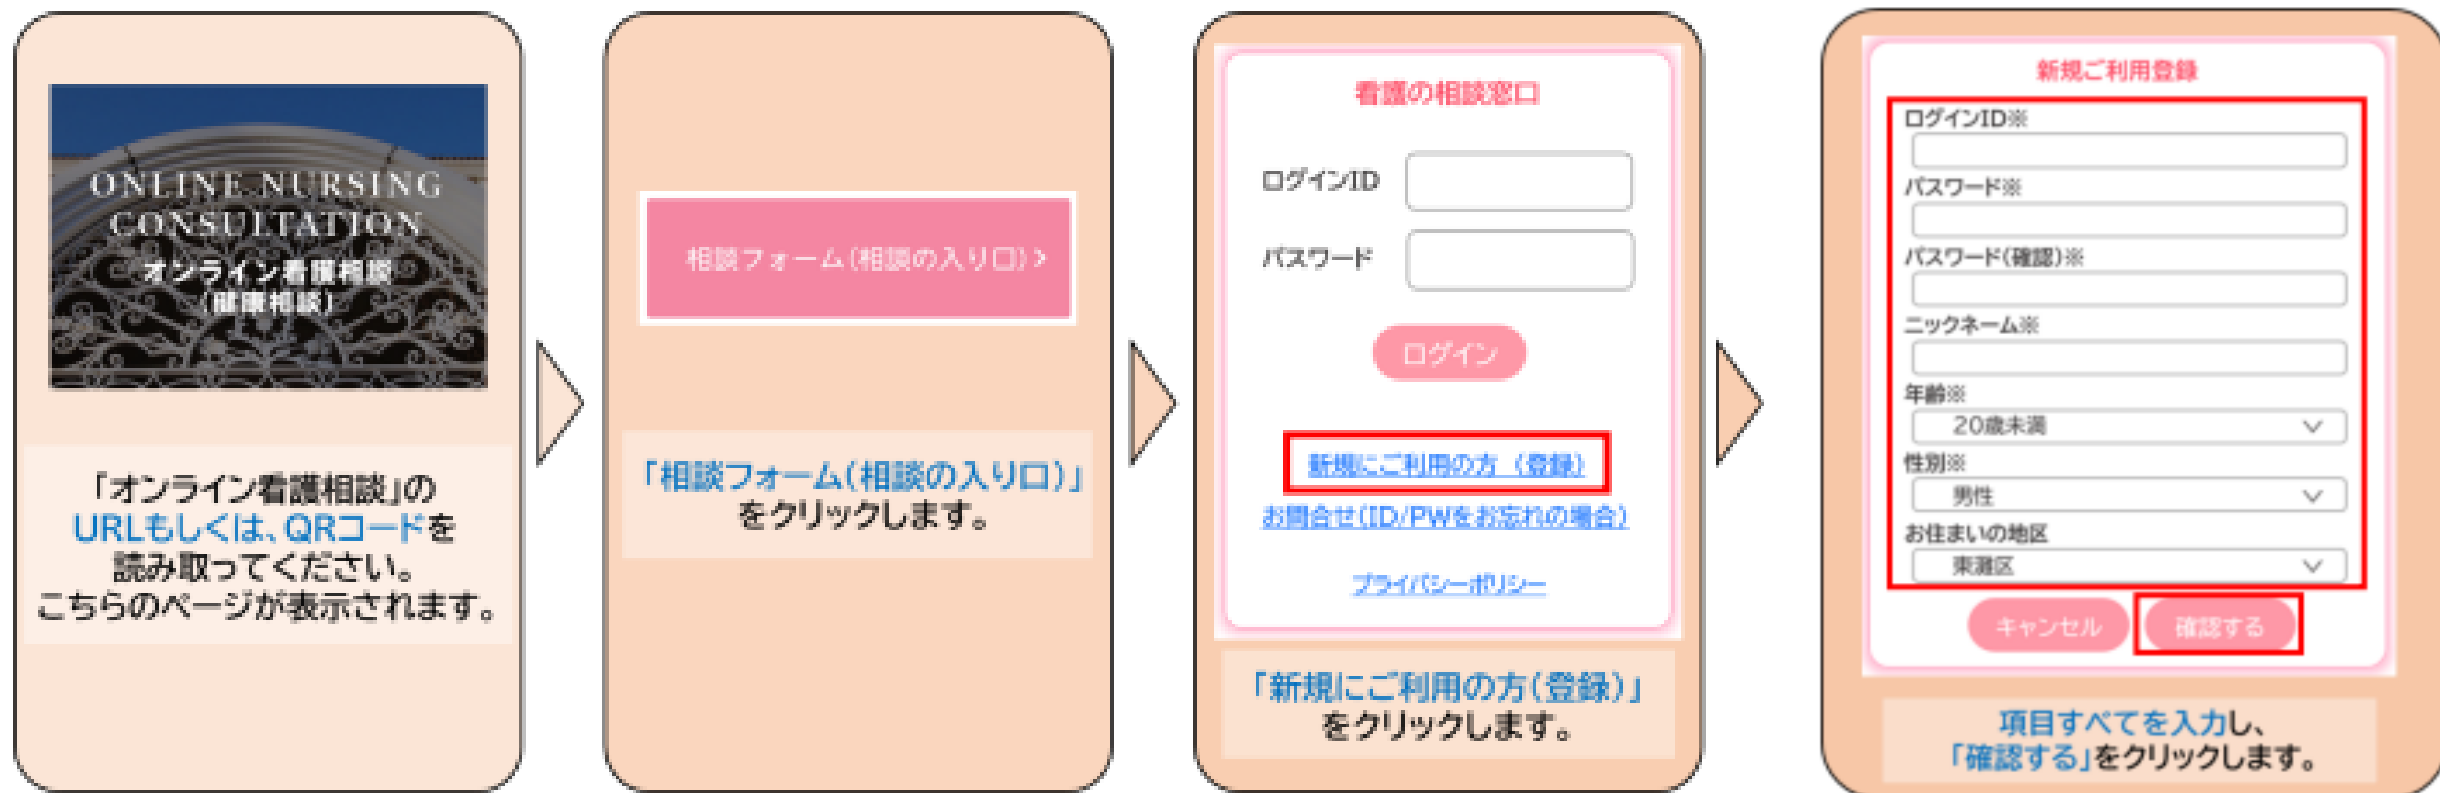 ONLINE NURSING
CONSULTATION
オンライン看護相談
(健康相談)
「オンライン看護相談」の
URLもしくは、QRコードを
読み取ってください。
こちらのページが表示されます。
相談フォーム(相談の入り口) >
「相談フォーム(相談の入り口)」
をクリックします。
看護の相談窓口
ログインID
パスワード
ログイン
新規にご利用の方（登録）
お問合せ(ID/PWをお忘れの場合)
プライバシーポリシー
「新規にご利用の方(登録)」
をクリックします。
新規ご利用登録
ログインID※
パスワード※
パスワード(確認)※
ニックネーム※
年齢※
20歳未満
性別※
男性
お住まいの地区
東灘区
キャンセル
確認する
項目すべてを入力し、
「確認する」をクリックします。